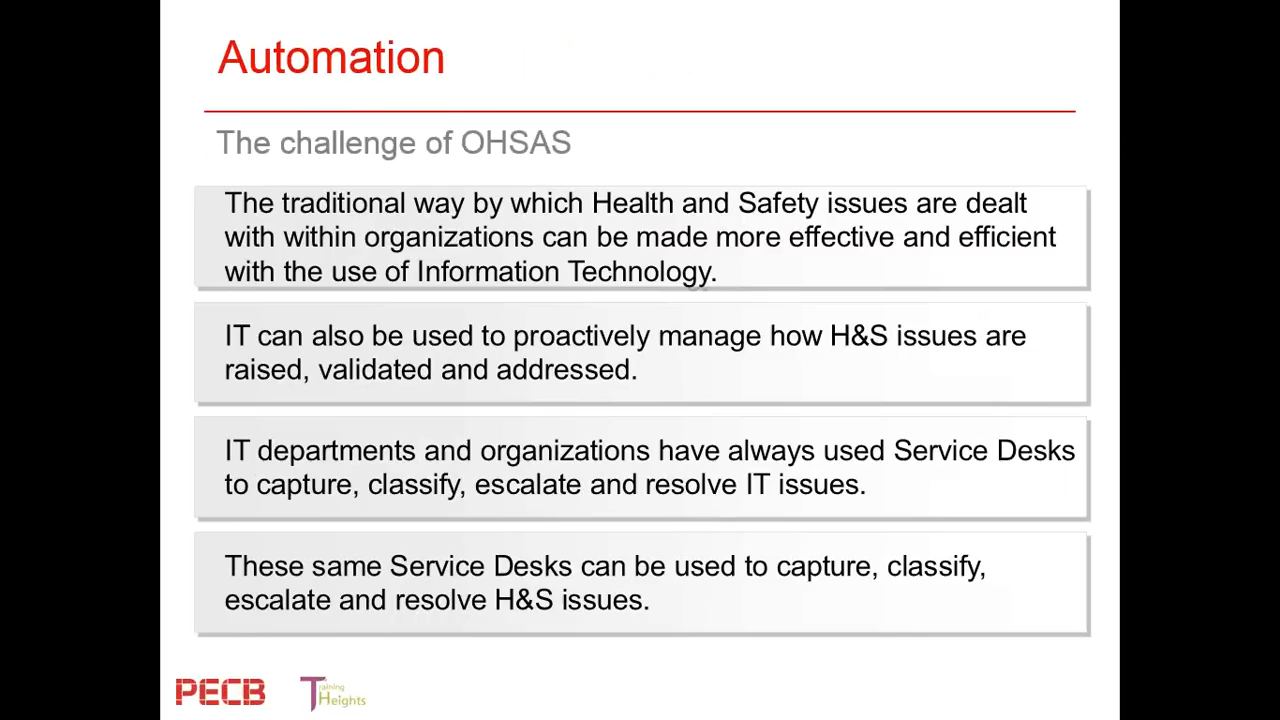 Automation
The challenge of OHSAS
The traditional way by which Health and Safety issues are dealt
with within organizations can be made more effective and efficient
with the use of Information Technology.
IT can also be used to proactively manage how H&S issues are
raised, validated and addressed.
IT departments and organizations have always used Service Desks
to capture, classify, escalate and resolve IT issues.
These same Service Desks can be used to capture, classify,
escalate and resolve H&S issues.
PECB
Training
Heights